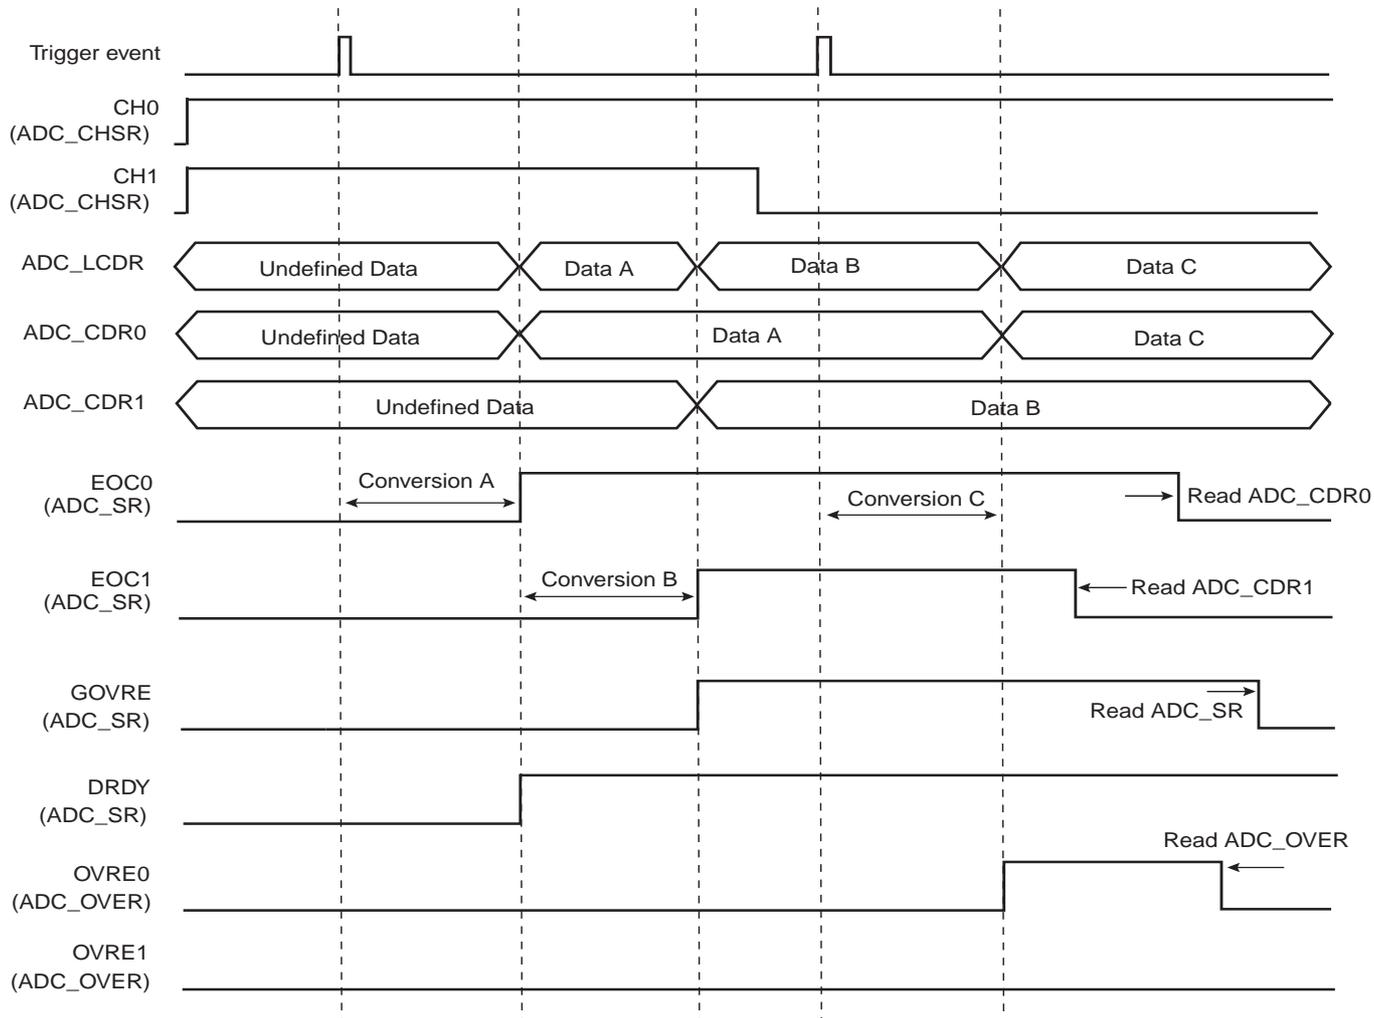 Trigger event
CH0
(ADC_CHSR)
CH1
(ADC_CHSR)
ADC_LCDR
Undefined Data
Data A
Data B
Data C
ADC_CDR0
Undefined Data
Data A
Data C
ADC_CDR1
Undefined Data
Data B
EOC0
(ADC_SR)
Conversion A
Conversion C
Read ADC_CDR0
EOC1
(ADC_SR)
Conversion B
Read ADC_CDR1
GOVRE
(ADC_SR)
Read ADC_SR
DRDY
(ADC_SR)
Read ADC_OVER
OVRE0
(ADC_OVER)
OVRE1
(ADC_OVER)